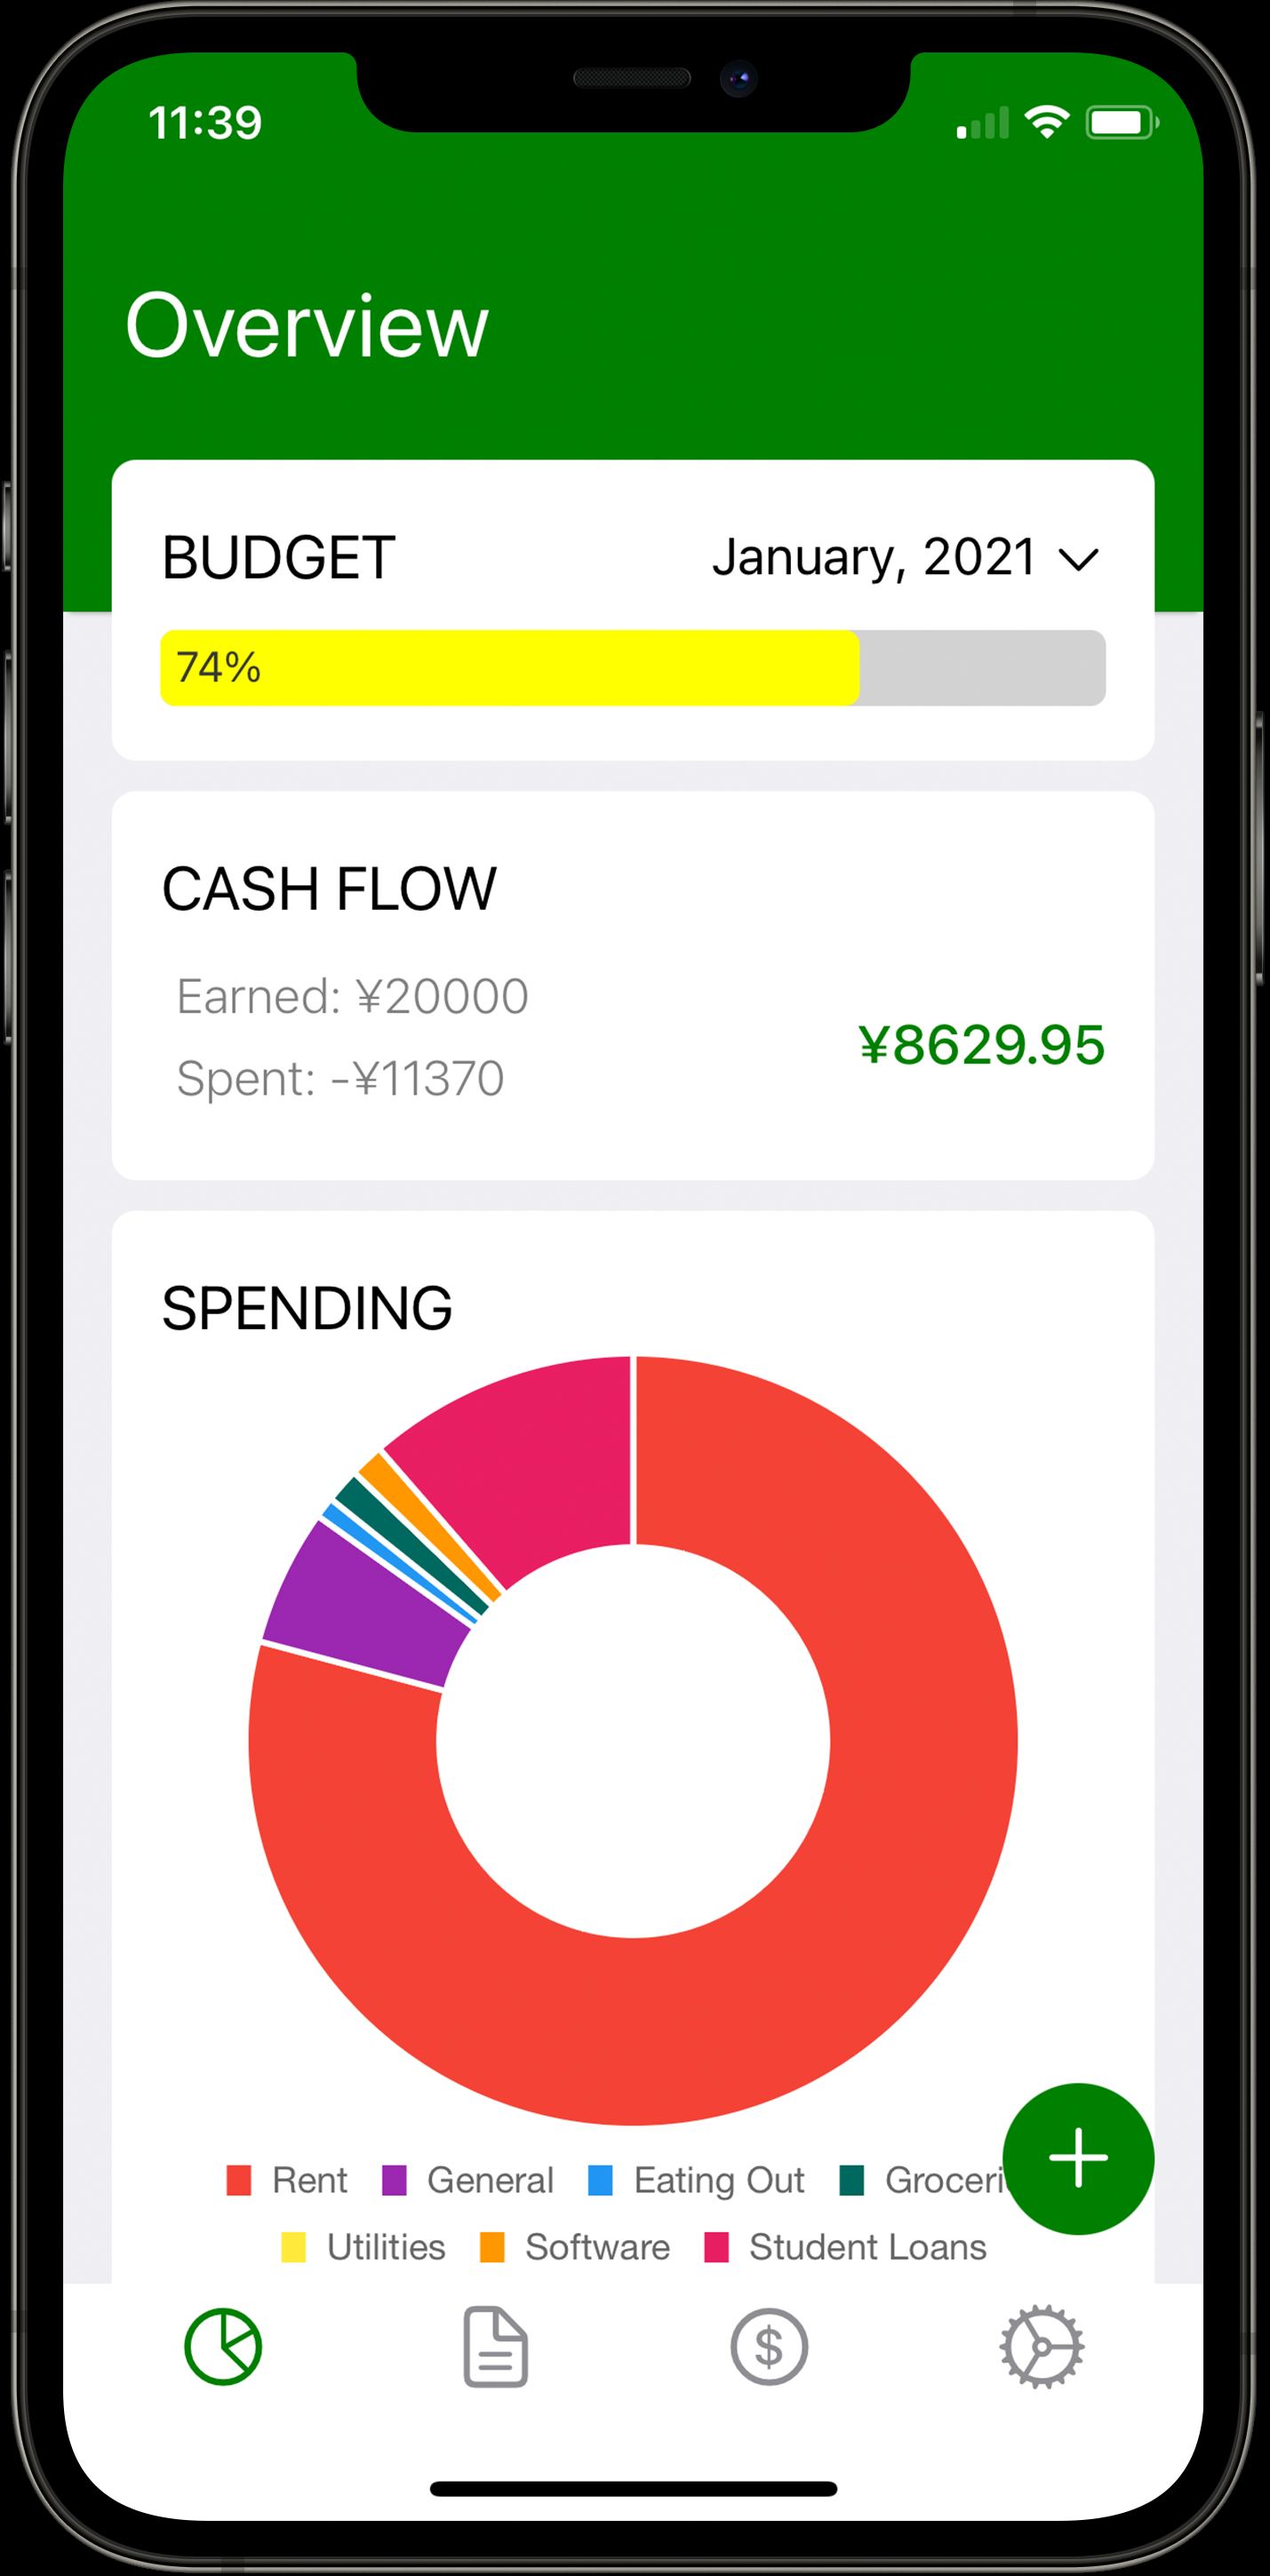 11:39
Overview
BUDGET January, 2021
74%
CASH FLOW
Earned: ¥20000
¥8629.95
Spent: -¥11370
SPENDING
Rent General Eating Out Groceri
Utilities Software Student Loans
$